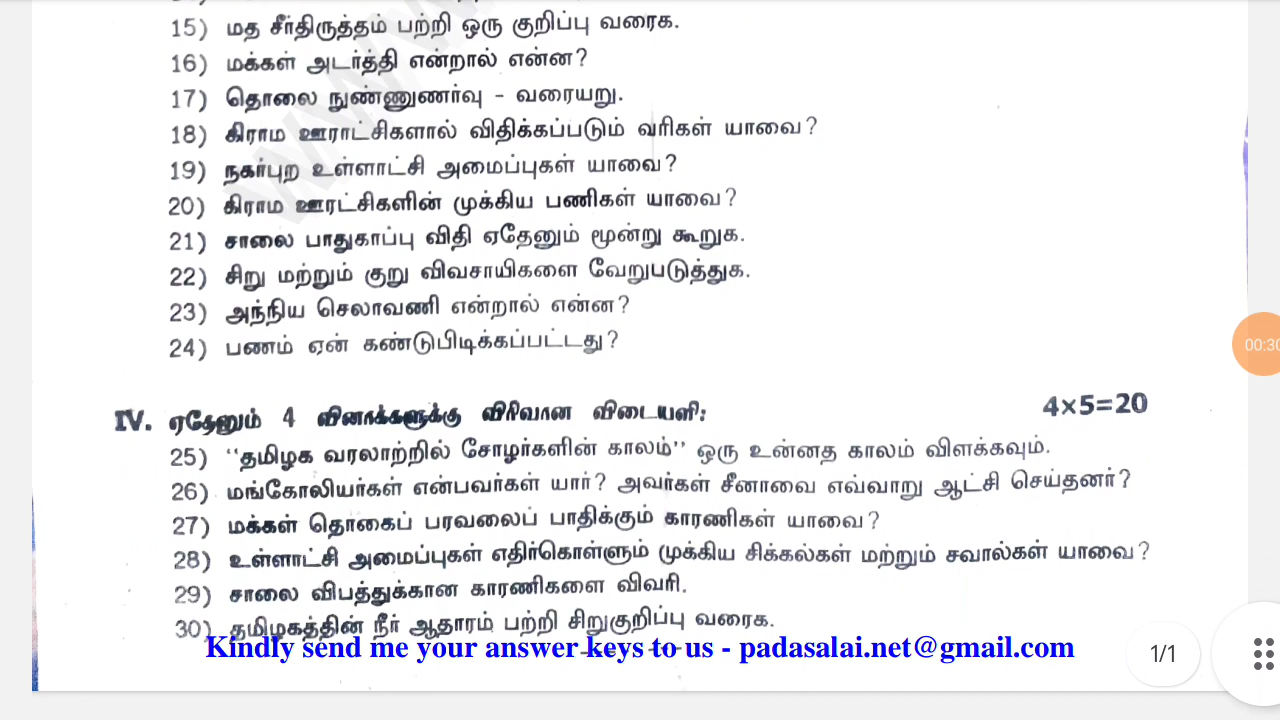 15) மத சீர்திருத்தம் பற்றி ஒரு குறிப்பு வரைக.
16) மக்கள் அடர்த்தி என்றால் என்ன?
17) தொலை நுண்ணுணர்வு - வரையறு.
18) கிராம ஊராட்சிகளால் விதிக்கப்படும் வரிகள் யாவை?
19) நகர்புற உள்ளாட்சி அமைப்புகள் யாவை?
20) கிராம ஊரட்சிகளின் முக்கிய பணிகள் யாவை?
21) சாலை பாதுகாப்பு விதி ஏதேனும் மூன்று கூறுக.
22) சிறு மற்றும் குறு விவசாயிகளை வேறுபடுத்துக.
23) அந்நிய செலாவணி என்றால் என்ன?
00:30
24) பணம் ஏன் கண்டுபிடிக்கப்பட்டது?
IV. ஏதேனும் 4 வினாக்களுக்கு விரிவான விடையளி: 4×5=20
25) "தமிழக வரலாற்றில் சோழர்களின் காலம்" ஒரு உன்னத காலம் விளக்கவும்.
26) மங்கோலியர்கள் என்பவர்கள் யார்? அவர்கள் சீனாவை எவ்வாறு ஆட்சி செய்தனர்?
27) மக்கள் தொகைப் பரவலைப் பாதிக்கும் காரணிகள் யாவை?
28) உள்ளாட்சி அமைப்புகள் எதிர்கொள்ளும் முக்கிய சிக்கல்கள் மற்றும் சவால்கள் யாவை?
29) சாலை விபத்துக்கான காரணிகளை விவரி.
30) தமிழகத்தின் நீர் ஆதாரம் பற்றி சிறுகுறிப்பு வரைக.
Kindly send me your answer keys to us - padasalai.net@gmail.com
1/1